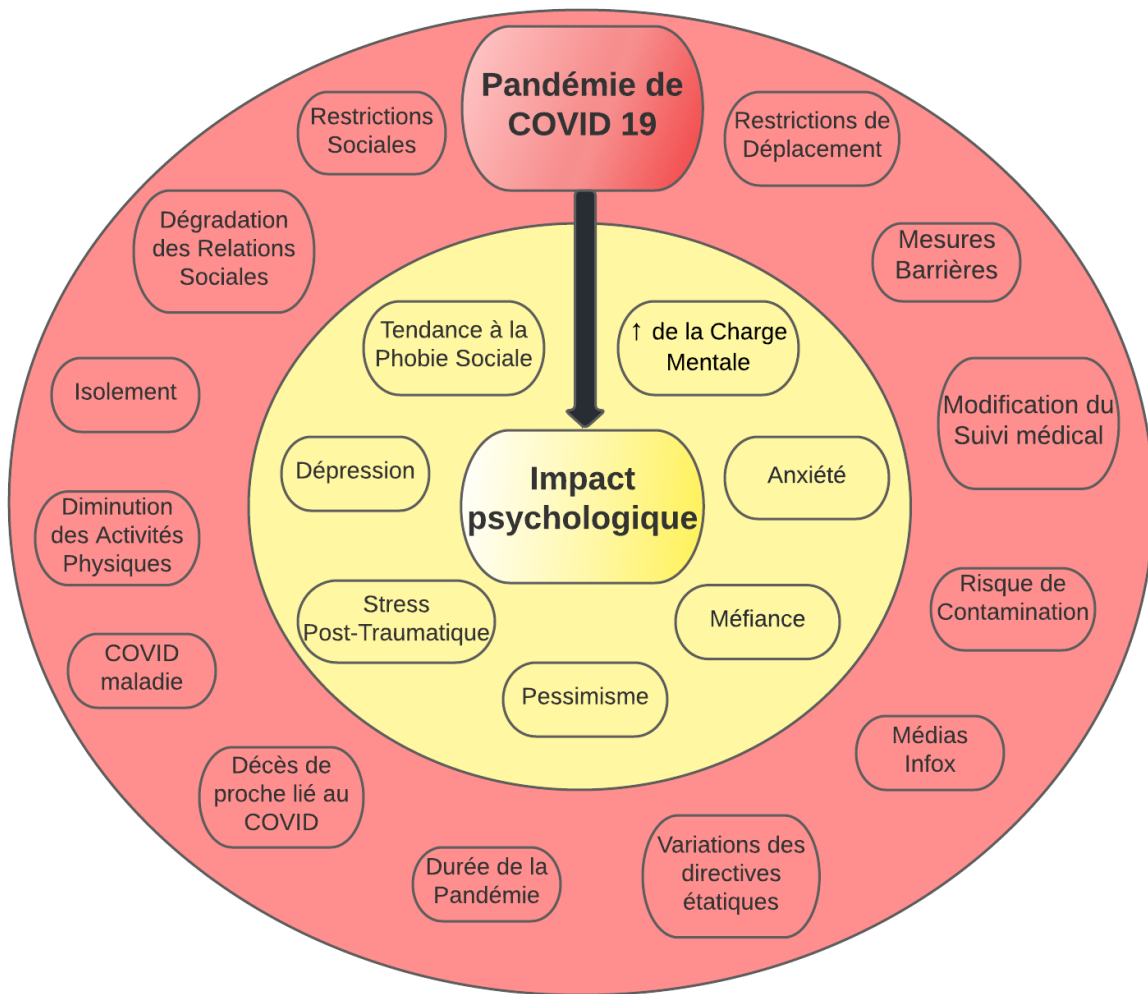 Pandémie de
COVID 19
Restrictions
Sociales
Restrictions de
Déplacement
Dégradation
des Relations
Sociales
Mesures
Barrières
Tendance à la
Phobie Sociale
↑ de la Charge
Mentale
Isolement
Modification du
Suivi médical
Dépression
Impact
psychologique
Anxiété
Diminution
des Activités
Physiques
Stress
Post-Traumatique
Méfiance
Risque de
Contamination
COVID
maladie
Pessimisme
Médias
Infox
Décès de
proche lié au
COVID
Durée de la
Pandémie
Variations des
directives
étatiques